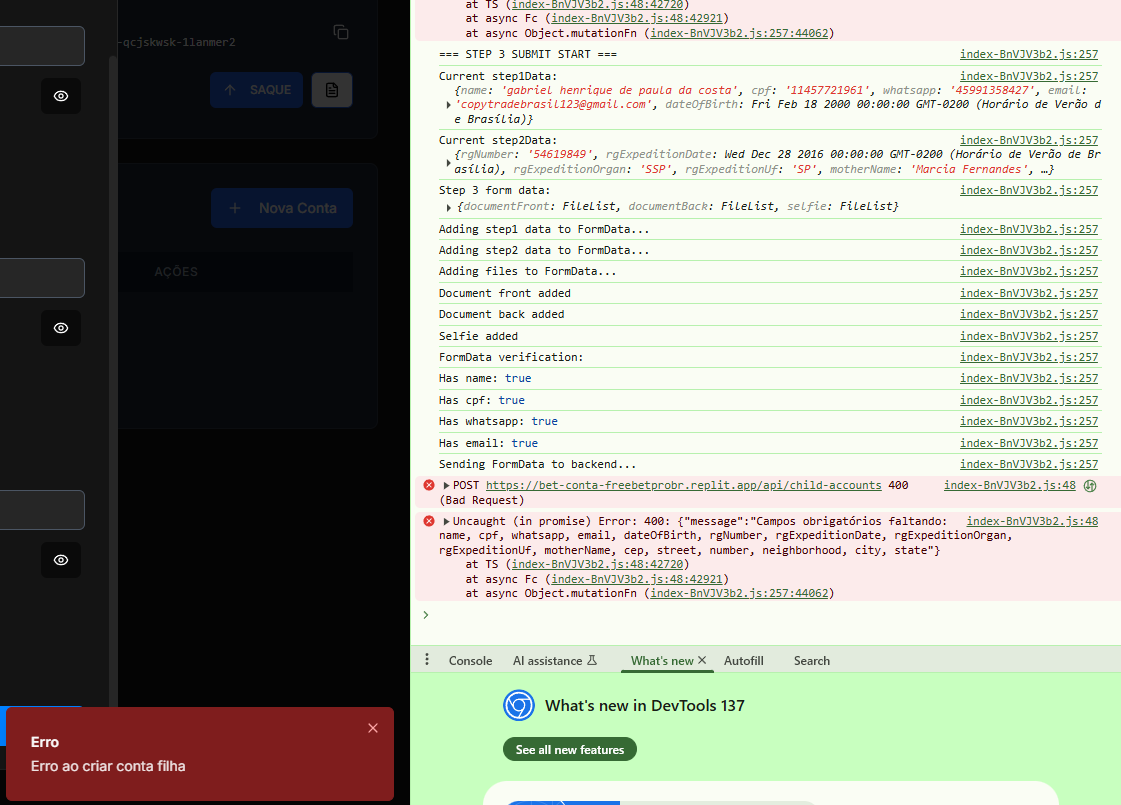 -qcjskwsk-1lanmer2
SAQUE
Nova Conta
AÇÕES
Erro
Erro ao criar conta filha
at TS (index-BnVJV3b2.js:48:42720)
at async Fc (index-BnVJV3b2.js:48:42921)
at async Object.mutationFn (index-BnVJV3b2.js:257:44062)
=== STEP 3 SUBMIT START === index-BnVJV3b2.js:257
Current step1Data: index-BnVJV3b2.js:257
{name: 'gabriel henrique de paula da costa', cpf: '11457721961', whatsapp: '45991358427', email:
'copytradebrasil123@gmail.com', dateOfBirth: Fri Feb 18 2000 00:00:00 GMT-0200 (Horário de Verão d
e Brasília)}
Current step2Data: index-BnVJV3b2.js:257
{rgNumber: '54619849', rgExpeditionDate: Wed Dec 28 2016 00:00:00 GMT-0200 (Horário de Verão de Br
asília), rgExpeditionOrgan: 'SSP', rgExpeditionUf: 'SP', motherName: 'Marcia Fernandes', …}
Step 3 form data: index-BnVJV3b2.js:257
{documentFront: FileList, documentBack: FileList, selfie: FileList}
Adding step1 data to FormData... index-BnVJV3b2.js:257
Adding step2 data to FormData... index-BnVJV3b2.js:257
Adding files to FormData... index-BnVJV3b2.js:257
Document front added index-BnVJV3b2.js:257
Document back added index-BnVJV3b2.js:257
Selfie added index-BnVJV3b2.js:257
FormData verification: index-BnVJV3b2.js:257
Has name: true index-BnVJV3b2.js:257
Has cpf: true index-BnVJV3b2.js:257
Has whatsapp: true index-BnVJV3b2.js:257
Has email: true index-BnVJV3b2.js:257
Sending FormData to backend... index-BnVJV3b2.js:257
POST https://bet-conta-freebetprobr.replit.app/api/child-accounts 400 index-BnVJV3b2.js:48
(Bad Request)
Uncaught (in promise) Error: 400: {"message":"Campos obrigatórios faltando: index-BnVJV3b2.js:48
name, cpf, whatsapp, email, dateOfBirth, rgNumber, rgExpeditionDate, rgExpeditionOrgan,
rgExpeditionUf, motherName, cep, street, number, neighborhood, city, state"}
at TS (index-BnVJV3b2.js:48:42720)
at async Fc (index-BnVJV3b2.js:48:42921)
at async Object.mutationFn (index-BnVJV3b2.js:257:44062)
Console AI assistance What's new Autofill Search
What's new in DevTools 137
See all new features